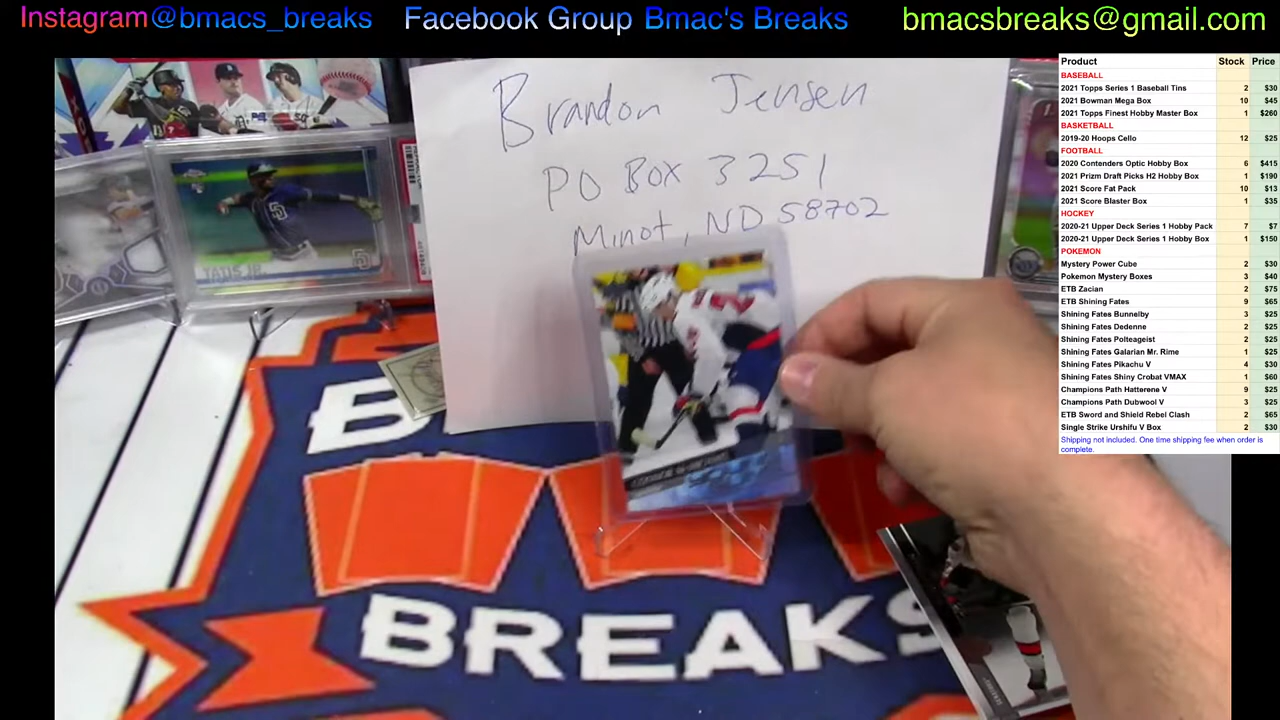 Instagram@bmacs_breaks Facebook Group Bmac's Breaks bmacsbreaks@gmail.com
Brandon Jensen
PO Box 3251
Minot, ND 58702
TATIS JR.
B
BREAKS
Product Stock Price
BASEBALL
2021 Topps Series 1 Baseball Tins 2 $30
2021 Bowman Mega Box 10 $45
2021 Topps Finest Hobby Master Box 1 $260
BASKETBALL
2019-20 Hoops Cello 12 $25
FOOTBALL
2020 Contenders Optic Hobby Box 6 $415
2021 Prizm Draft Picks H2 Hobby Box 1 $190
2021 Score Fat Pack 10 $13
2021 Score Blaster Box 1 $35
HOCKEY
2020-21 Upper Deck Series 1 Hobby Pack 7 $7
2020-21 Upper Deck Series 1 Hobby Box 1 $150
POKEMON
Mystery Power Cube 2 $30
Pokemon Mystery Boxes 3 $40
ETB Zacian 2 $75
ETB Shining Fates 9 $65
Shining Fates Bunnelby 3 $25
Shining Fates Dedenne 2 $25
Shining Fates Polteageist 2 $25
Shining Fates Galarian Mr. Rime 1 $25
Shining Fates Pikachu V 4 $30
Shining Fates Shiny Crobat VMAX 1 $60
Champions Path Hatterene V 9 $25
Champions Path Dubwool V 3 $25
ETB Sword and Shield Rebel Clash 2 $65
Single Strike Urshifu V Box 2 $30
Shipping not included. One time shipping fee when order is
complete.